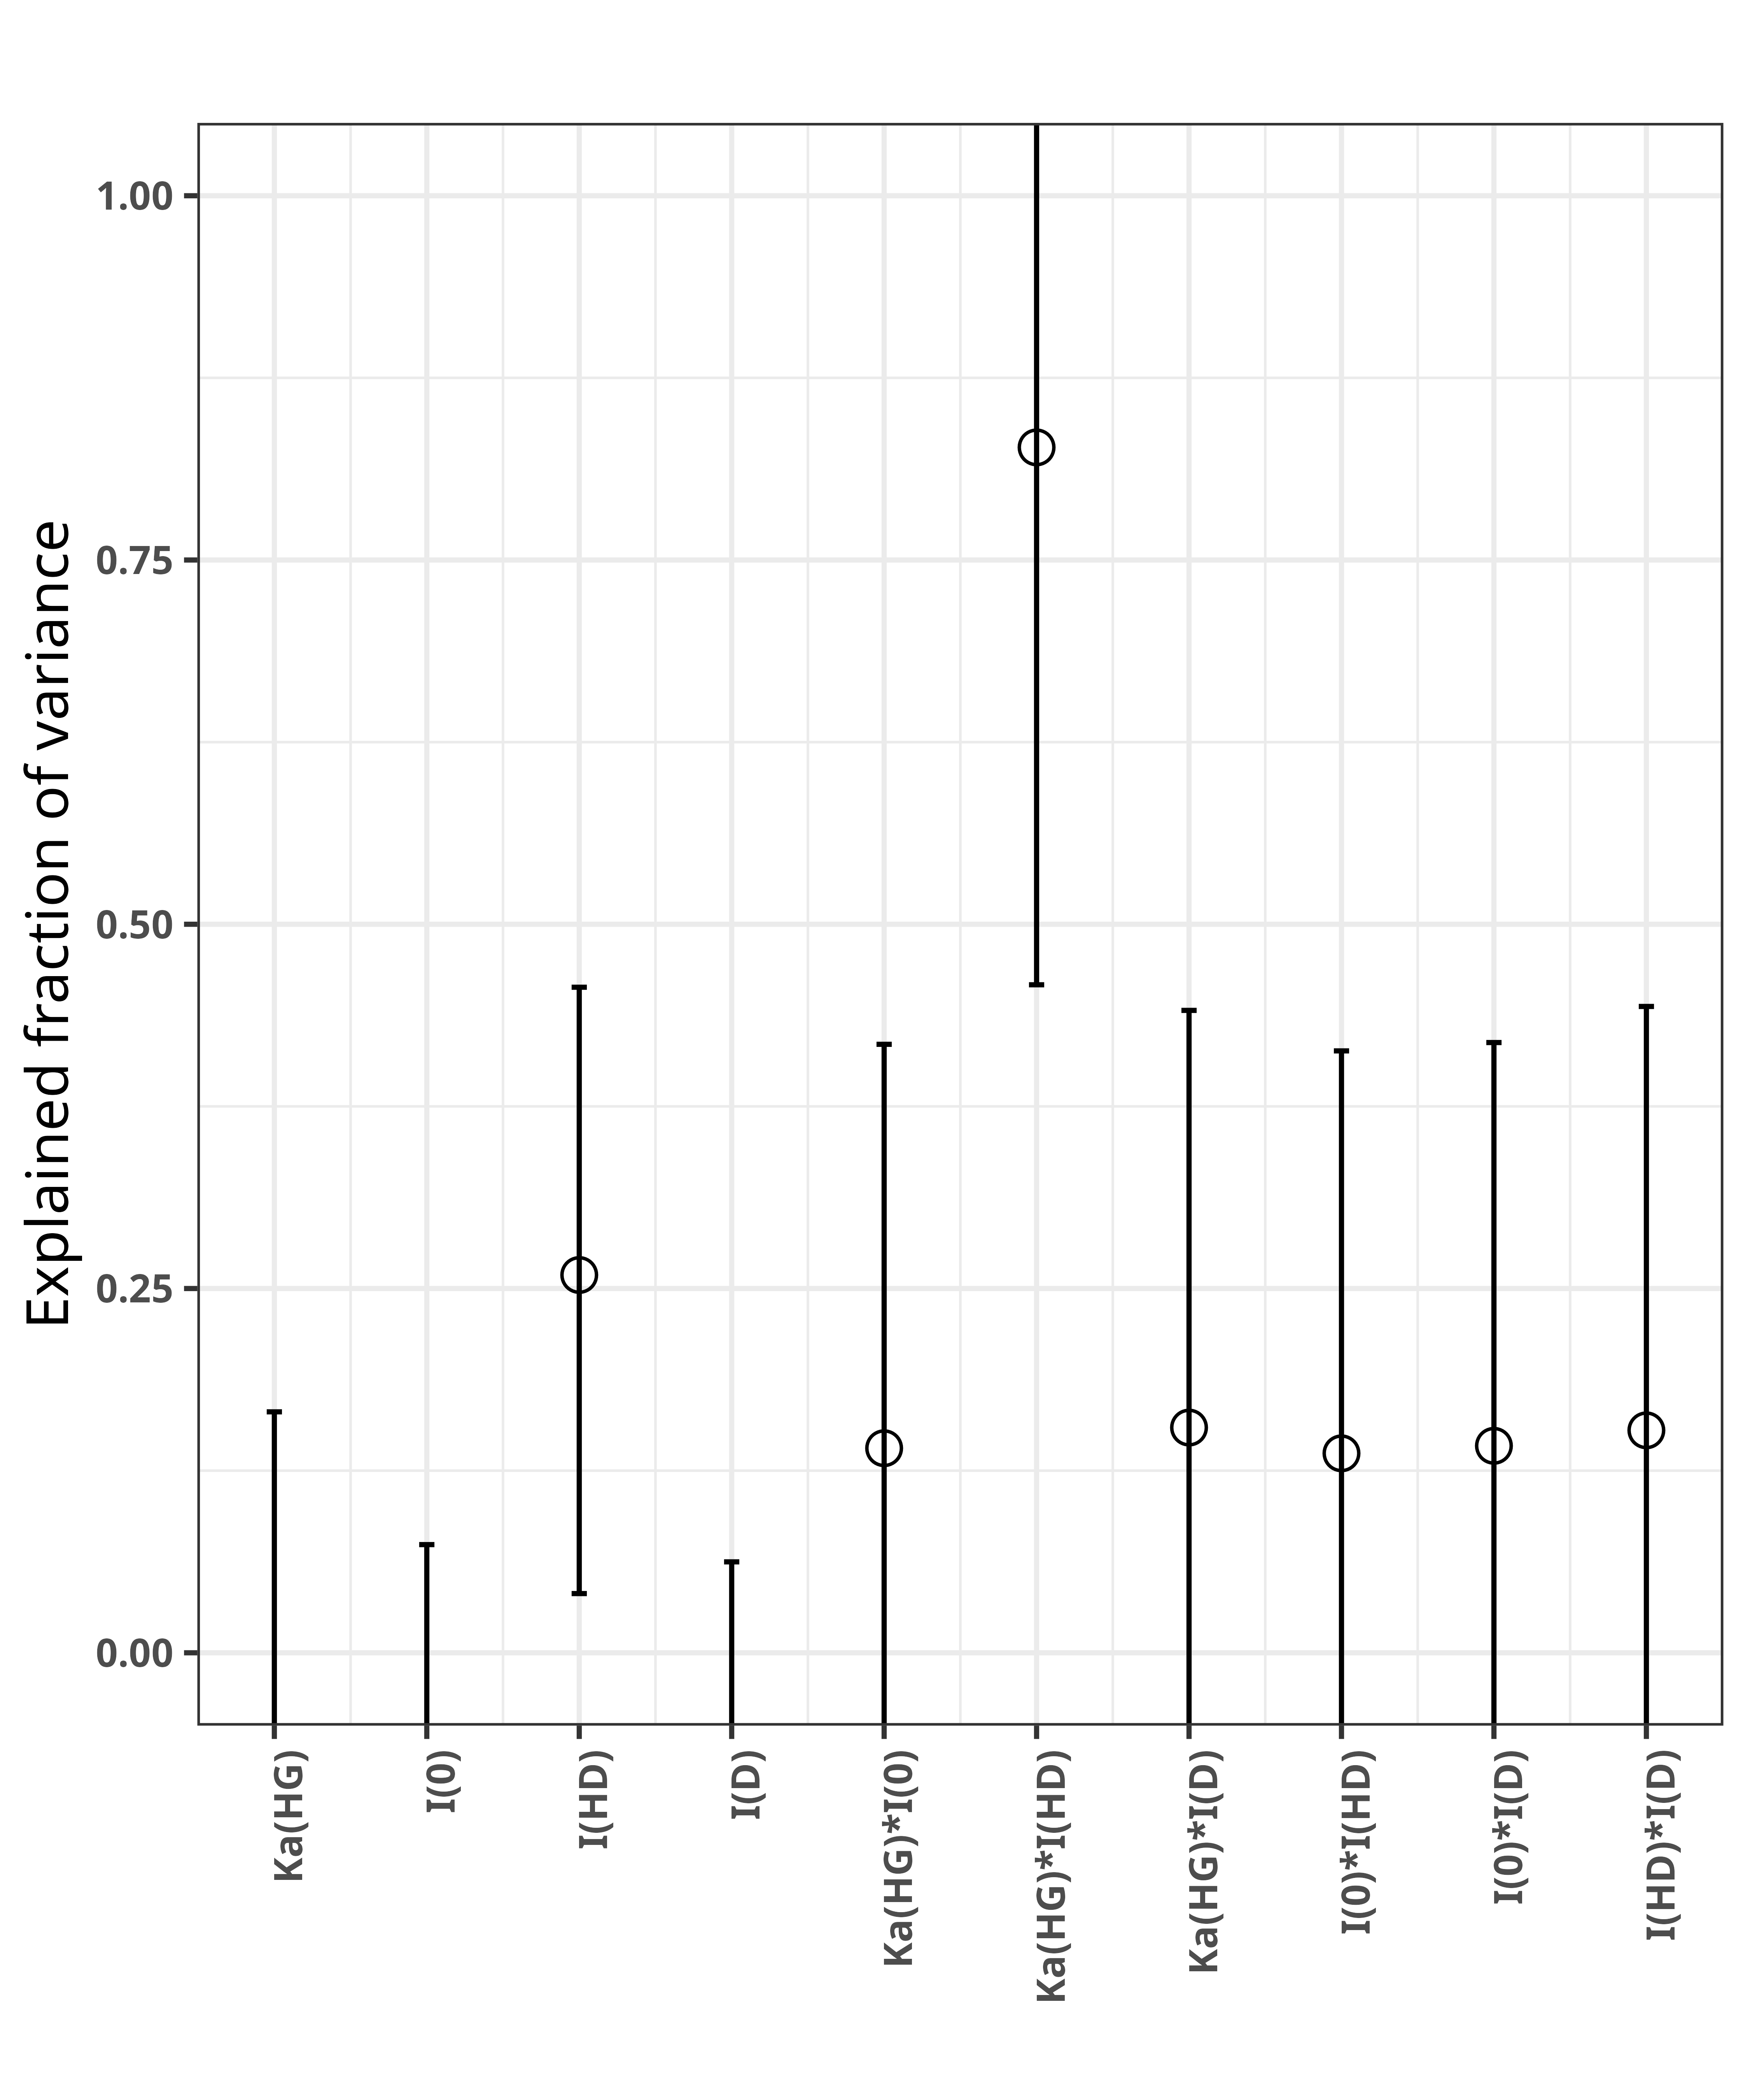 Explained fraction of variance
1.00
0.75
0.50
0.25
0.00
Ka(HG)
I(0)
I(HD)
I(D)
Ka(HG)*I(0)
Ka(HG)*I(HD)
Ka(HG)*I(D)
I(0)*I(HD)
I(0)*I(D)
I(HD)*I(D)